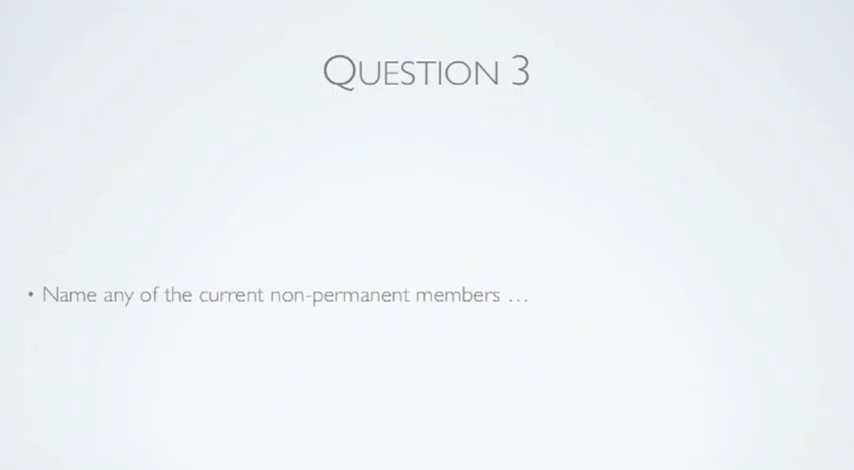 QUESTION 3
• Name any of the current non-permanent members …